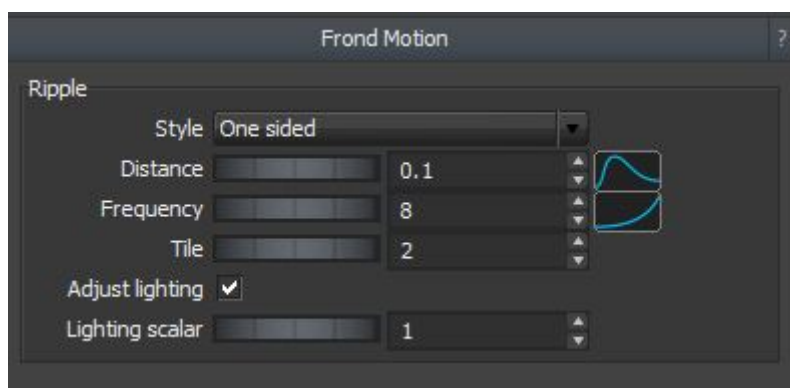 Frond Motion ?
Ripple
Style One sided
Distance 0.1
Frequency 8
Tile 2
Adjust lighting
Lighting scalar 1